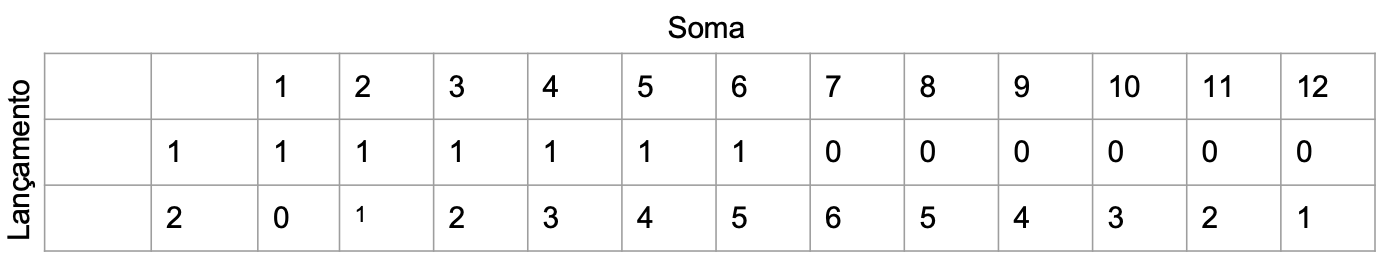 Soma
Lançamento
1 2 3 4 5 6 7 8 9 10 11 12
1 1 1 1 1 1 1 0 0 0 0 0 0
2 0 1 2 3 4 5 6 5 4 3 2 1